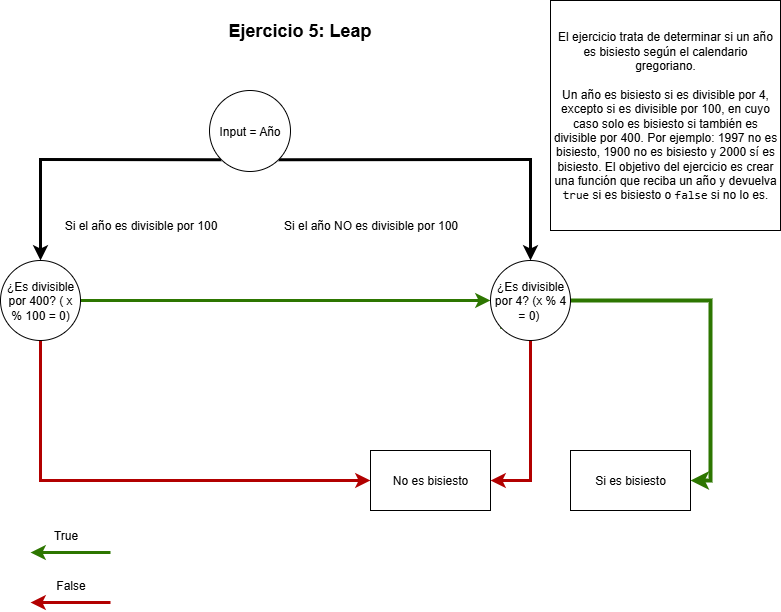 Ejercicio 5: Leap
El ejercicio trata de determinar si un año
es bisiesto según el calendario
gregoriano.
Un año es bisiesto si es divisible por 4,
excepto si es divisible por 100, en cuyo
caso solo es bisiesto si también es
divisible por 400. Por ejemplo: 1997 no es
bisiesto, 1900 no es bisiesto y 2000 sí es
bisiesto. El objetivo del ejercicio es crear
una función que reciba un año y devuelva
true si es bisiesto o false si no lo es.
Input = Año
Si el año es divisible por 100
Si el año NO es divisible por 100
¿Es divisible
por 400? ( x
% 100 = 0)
¿Es divisible
por 4? (x % 4
= 0)
No es bisiesto
Si es bisiesto
True
False